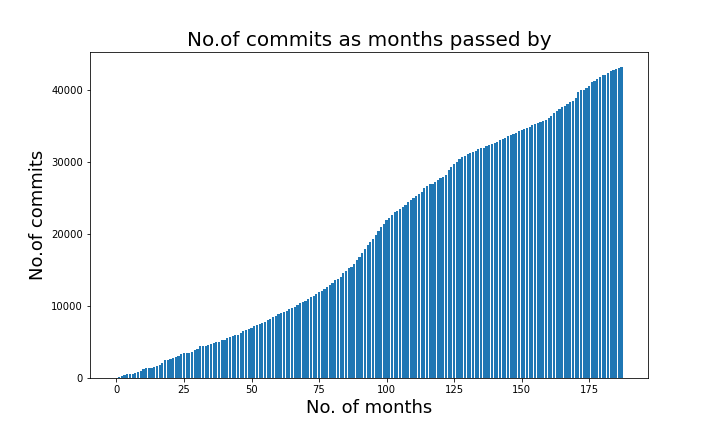 No.of commits as months passed by
40000
30000
20000
10000
0
No.of commits
0 25 50 75 100 125 150 175
No. of months